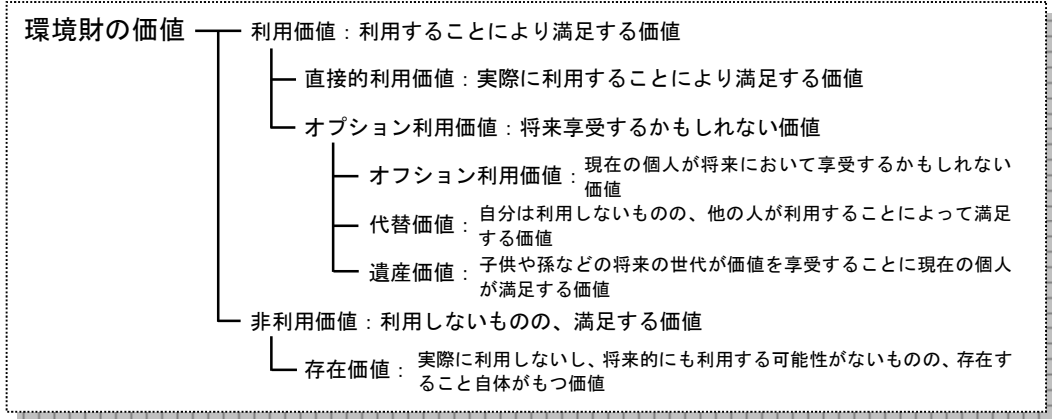 環境財の価値
利用価値：利用することにより満足する価値
直接的利用価値：実際に利用することにより満足する価値
オプション利用価値：将来享受するかもしれない価値
オフション利用価値：現在の個人が将来において享受するかもしれない
価値
代替価値：自分は利用しないものの、他の人が利用することによって満足
する価値
遺産価値：子供や孫などの将来の世代が価値を享受することに現在の個人
が満足する価値
非利用価値：利用しないものの、満足する価値
存在価値：実際に利用しないし、将来的にも利用する可能性がないものの、存在す
ること自体がもつ価値